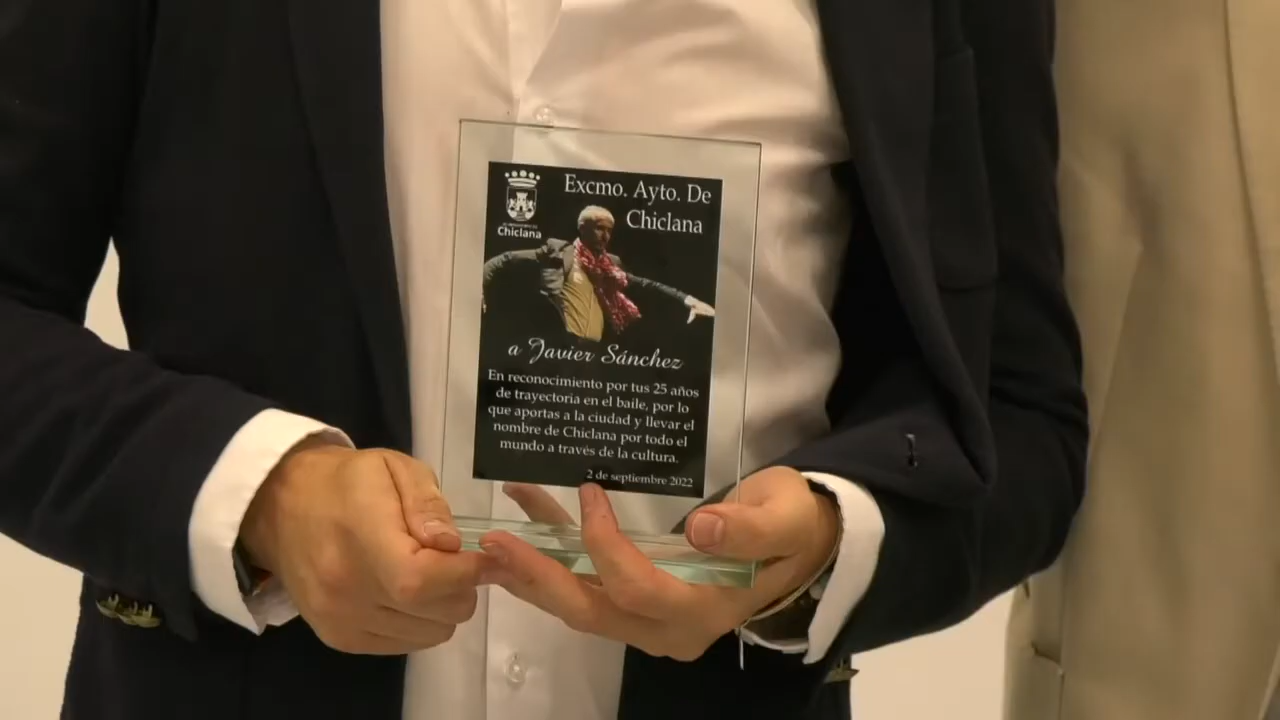 Excmo. Ayto. De
Chiclana
Chiclana
a Javier Sánchez
En reconocimiento por tus 25 años
de trayectoria en el baile, por lo
que aportas a la ciudad y llevar el
nombre de Chiclana por todo el
mundo a través de la cultura.
2 de septiembre 2022